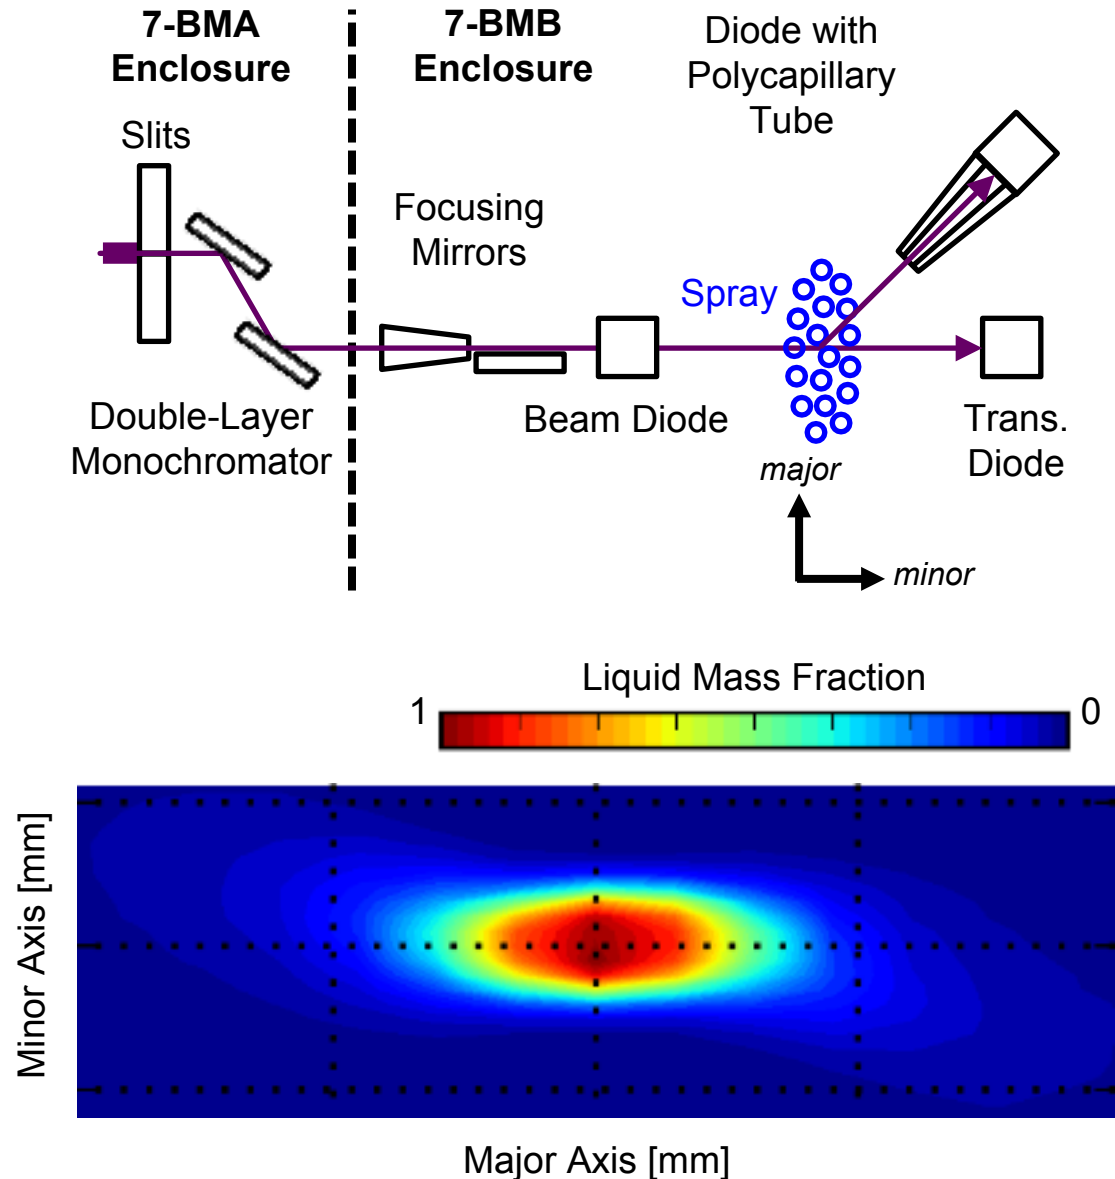 7-BMA
Enclosure
7-BMB
Enclosure
Diode with
Polycapillary
Tube
Slits
Focusing
Mirrors
Spray
Double-Layer
Monochromator
Beam Diode
Trans.
Diode
major
minor
Liquid Mass Fraction
1
0
Minor Axis [mm]
Major Axis [mm]